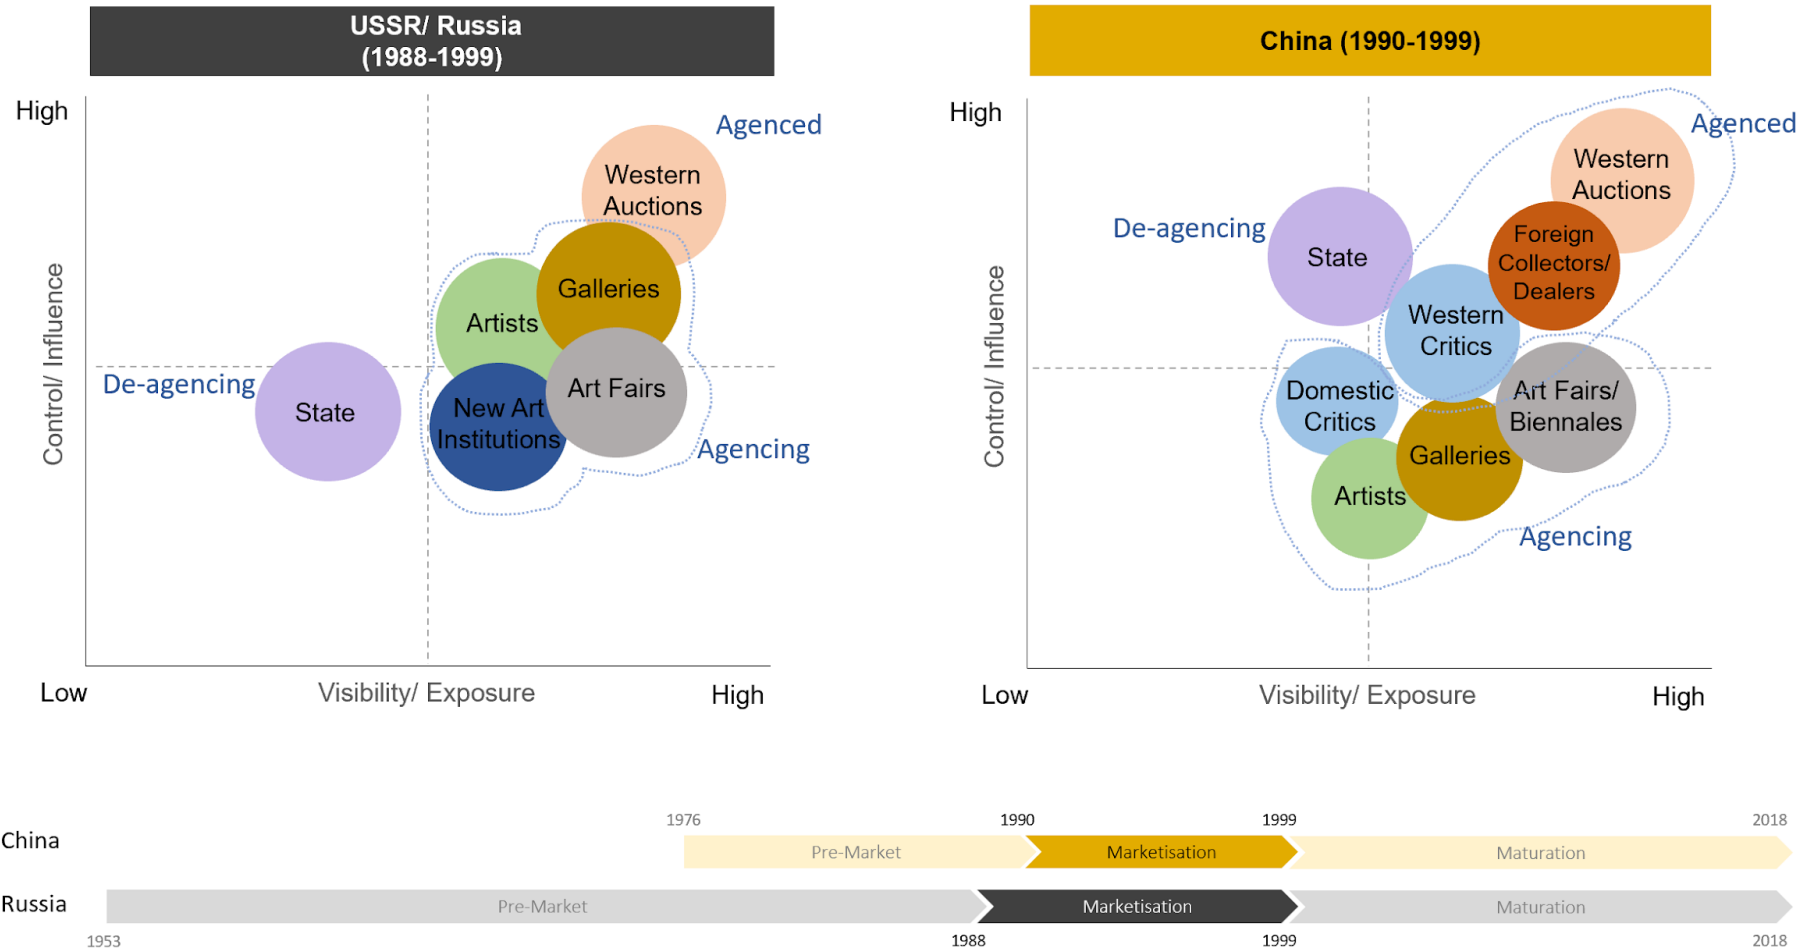 USSR/ Russia
(1988-1999)
High
Agenced
Western
Auctions
Galleries
Artists
De-agencing
State
New Art
Institutions
Art Fairs
Agencing
Control/ Influence
Low
Visibility/ Exposure
High
China (1990-1999)
High
Agenced
Western
Auctions
De-agencing
State
Foreign
Collectors/
Dealers
Western
Critics
Domestic
Critics
Art Fairs/
Biennales
Galleries
Artists
Agencing
Control/ Influence
Low
Visibility/ Exposure
High
1976
1990
1999
2018
China
Pre-Market
Marketisation
Maturation
Russia
Pre-Market
Marketisation
Maturation
1953
1988
1999
2018